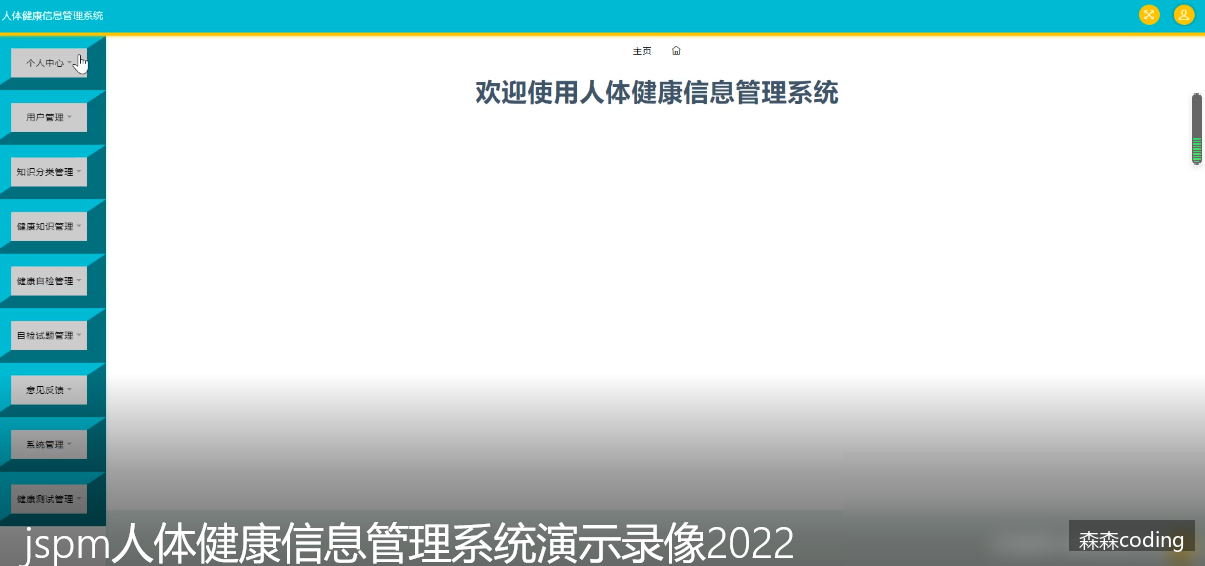 人体健康信息管理系统
个人中心
主页
欢迎使用人体健康信息管理系统
用户管理
知识分类管理
健康知识管理
健康自检管理
自检试题管理
意见反馈
系统管理
健康测试管理
jspm人体健康信息管理系统演示录像2022
森森coding